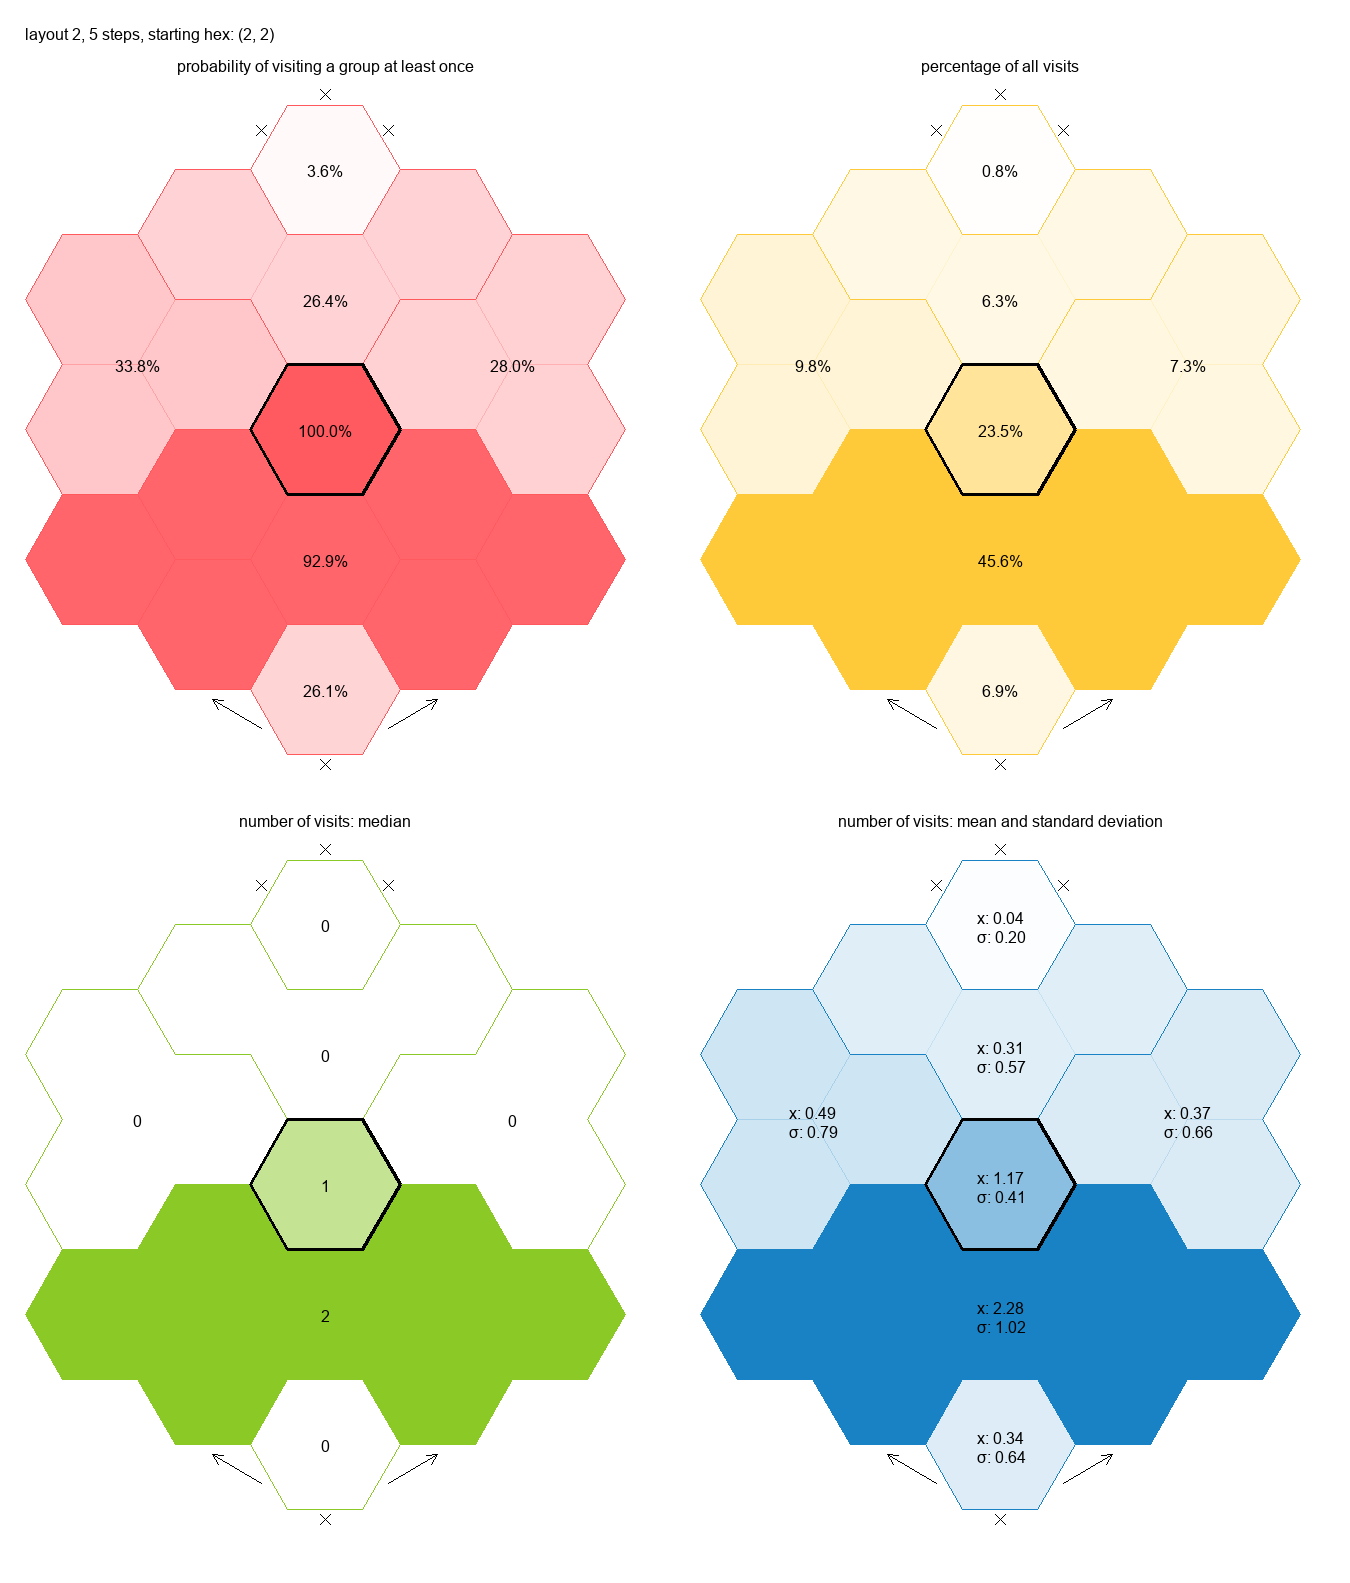 layout 2, 5 steps, starting hex: (2, 2)
probability of visiting a group at least once
3.6%
26.4%
33.8%
28.0%
100.0%
92.9%
26.1%
percentage of all visits
0.8%
6.3%
9.8%
7.3%
23.5%
45.6%
6.9%
number of visits: median
0
0
0
0
1
2
0
number of visits: mean and standard deviation
x: 0.04
σ: 0.20
x: 0.31
σ: 0.57
x: 0.49
σ: 0.79
x: 0.37
σ: 0.66
x: 1.17
σ: 0.41
x: 2.28
σ: 1.02
x: 0.34
σ: 0.64